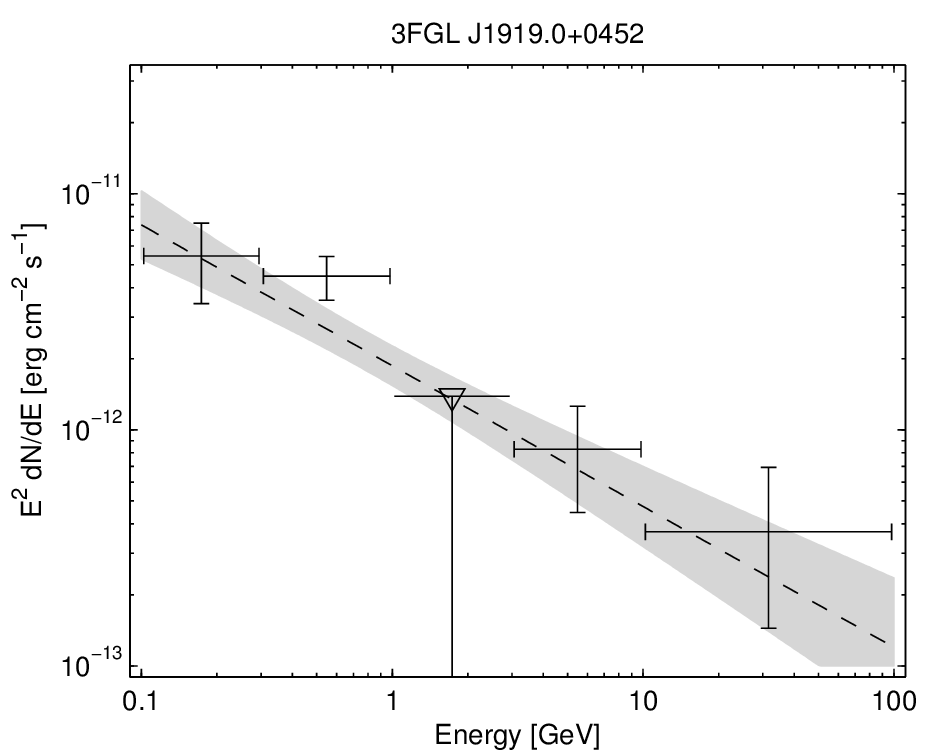 3FGL J1919.0+0452
E² dN/dE [erg cm⁻² s⁻¹]
10⁻¹¹
10⁻¹²
10⁻¹³
0.1 1 10 100
Energy [GeV]